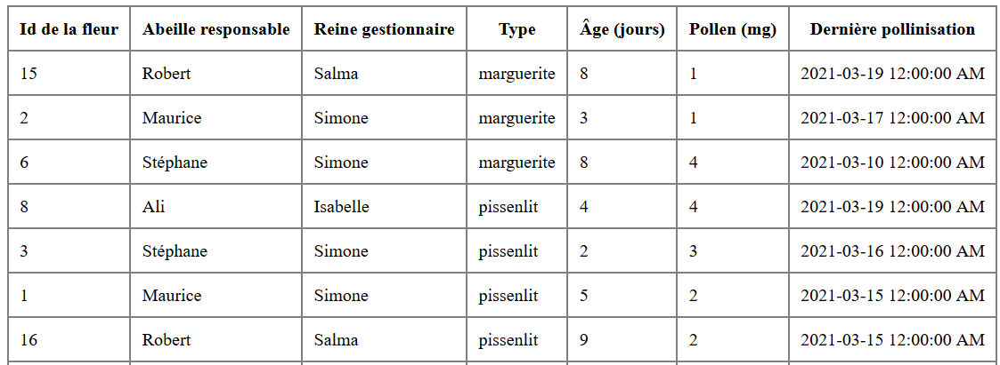 Id de la fleur Abeille responsable Reine gestionnaire Type Âge (jours) Pollen (mg) Dernière pollinisation
15 Robert Salma marguerite 8 1 2021-03-19 12:00:00 AM
2 Maurice Simone marguerite 3 1 2021-03-17 12:00:00 AM
6 Stéphane Simone marguerite 8 4 2021-03-10 12:00:00 AM
8 Ali Isabelle pissenlit 4 4 2021-03-19 12:00:00 AM
3 Stéphane Simone pissenlit 2 3 2021-03-16 12:00:00 AM
1 Maurice Simone pissenlit 5 2 2021-03-15 12:00:00 AM
16 Robert Salma pissenlit 9 2 2021-03-15 12:00:00 AM